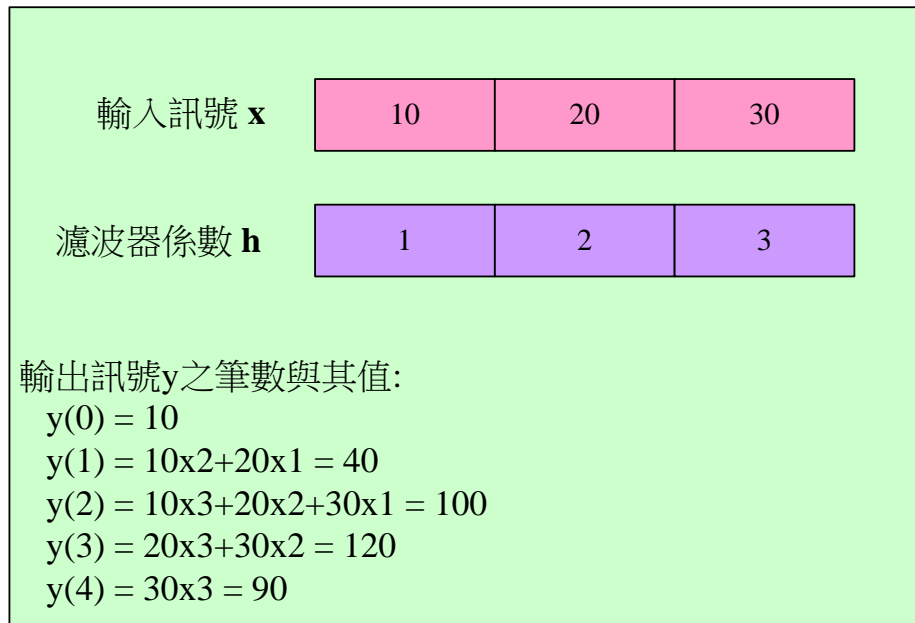 輸入訊號 x 10 20 30
濾波器係數 h 1 2 3
輸出訊號y之筆數與其值:
y(0) = 10
y(1) = 10x2+20x1 = 40
y(2) = 10x3+20x2+30x1 = 100
y(3) = 20x3+30x2 = 120
y(4) = 30x3 = 90